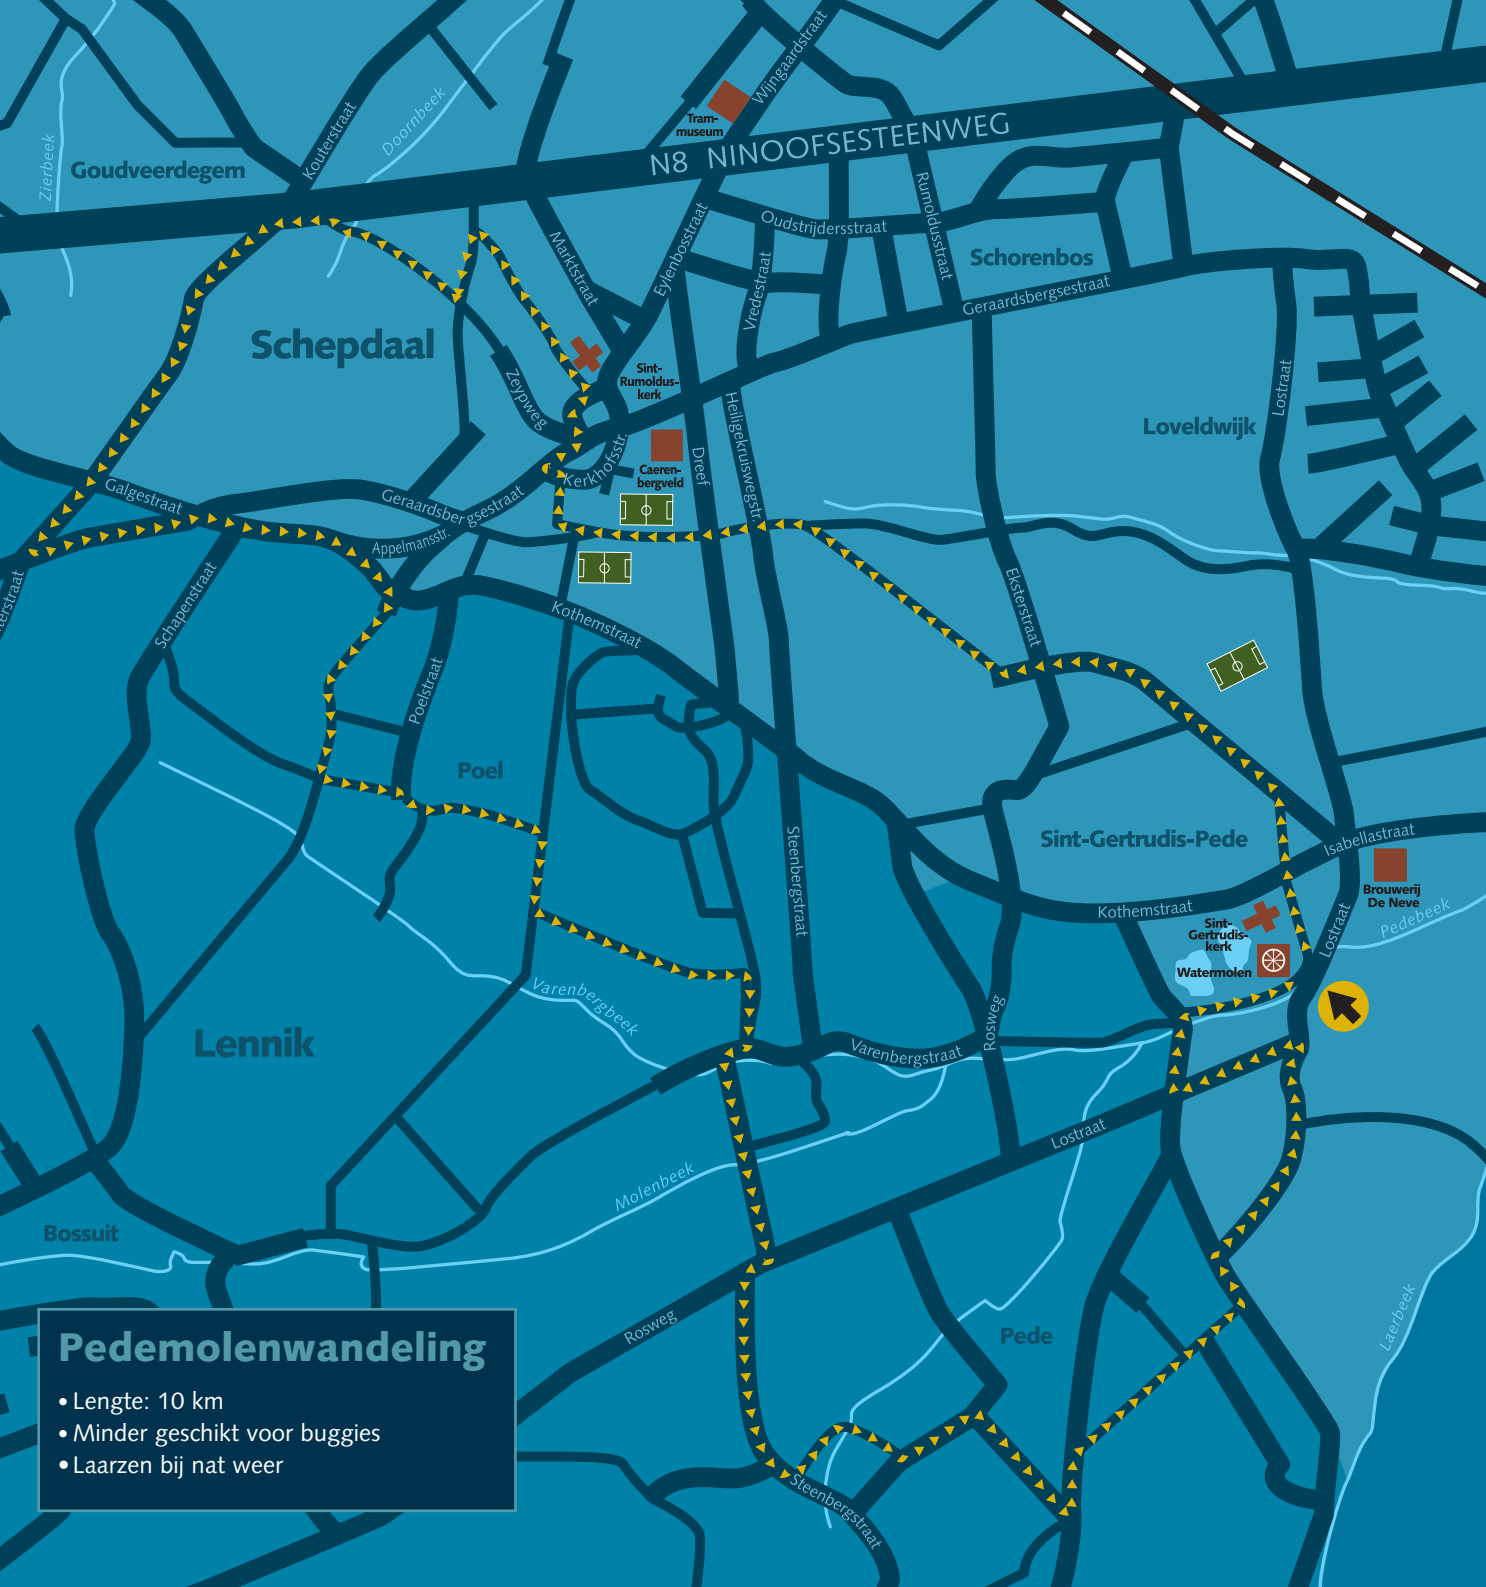 Wijngaardstraat
Kouterstraat
Doornbeek
Tram-
museum
N8 NINOOFSESTEENWEG
Zierbeek
Goudveerdegem
Rumoldusstraat
Oudstrijdersstraat
Eylenbosstraat
Marktstraat
Vredestraat
Schorenbos
Geraardsbergsestraat
Schepdaal
Sint-
Rumoldus-
kerk
Zeypweg
Lostraat
Heiligekruiswegstr.
Loveldwijk
Kerkhofsstr.
Dreef
Caeren-
bergveld
Galgestraat
Geraardsbergsestraat
Appelmansstr.
Schapenstraat
Kothemstraat
Eksterstraat
Poelstraat
Poel
Steenbergstraat
Sint-Gertrudis-Pede
Isabellastraat
Brouwerij
De Neve
Kothemstraat
Lostraat
Pedebeek
Sint-
Gertrudis-
kerk
Watermolen
Varenbergbeek
Rosweg
Lennik
Varenbergstraat
Lostraat
Molenbeek
Bossuit
Laerbeek
Rosweg
Pede
Pedemolenwandeling
• Lengte: 10 km
• Minder geschikt voor buggies
• Laarzen bij nat weer
Steenbergstraat